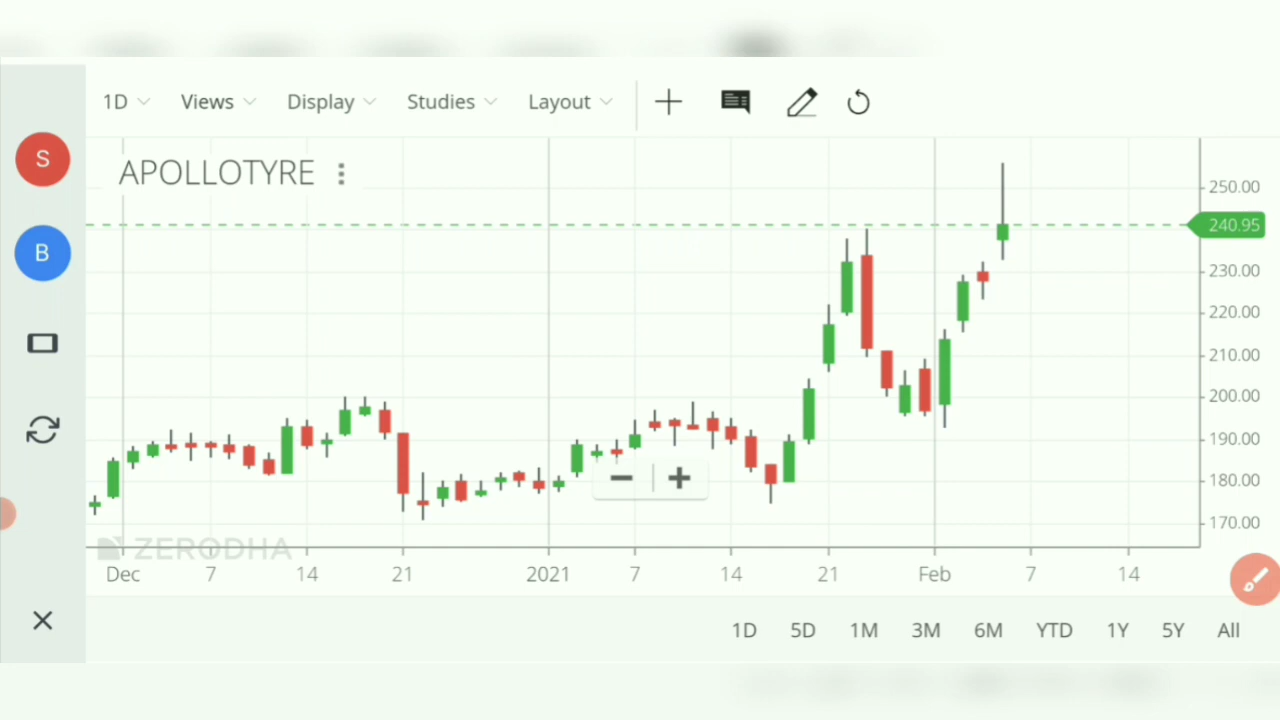 1D Views Display Studies Layout
S
APOLLOTYRE
250.00
240.95
B
230.00
220.00
210.00
200.00
190.00
180.00
170.00
ZERODHA
Dec 7 14 21 2021 7 14 21 Feb 7 14
1D 5D 1M 3M 6M YTD 1Y 5Y All